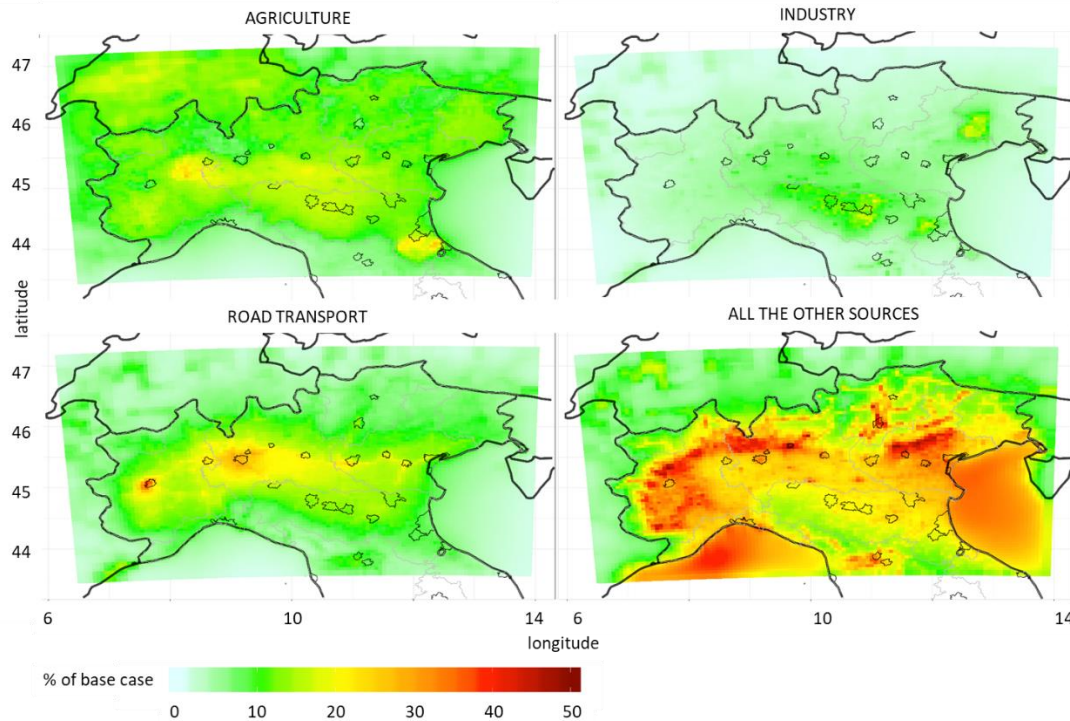 AGRICULTURE
INDUSTRY
47
46
45
44
latitude
ROAD TRANSPORT
ALL THE OTHER SOURCES
47
46
45
44
6
10
14
6
10
14
longitude
% of base case
0
10
20
30
40
50